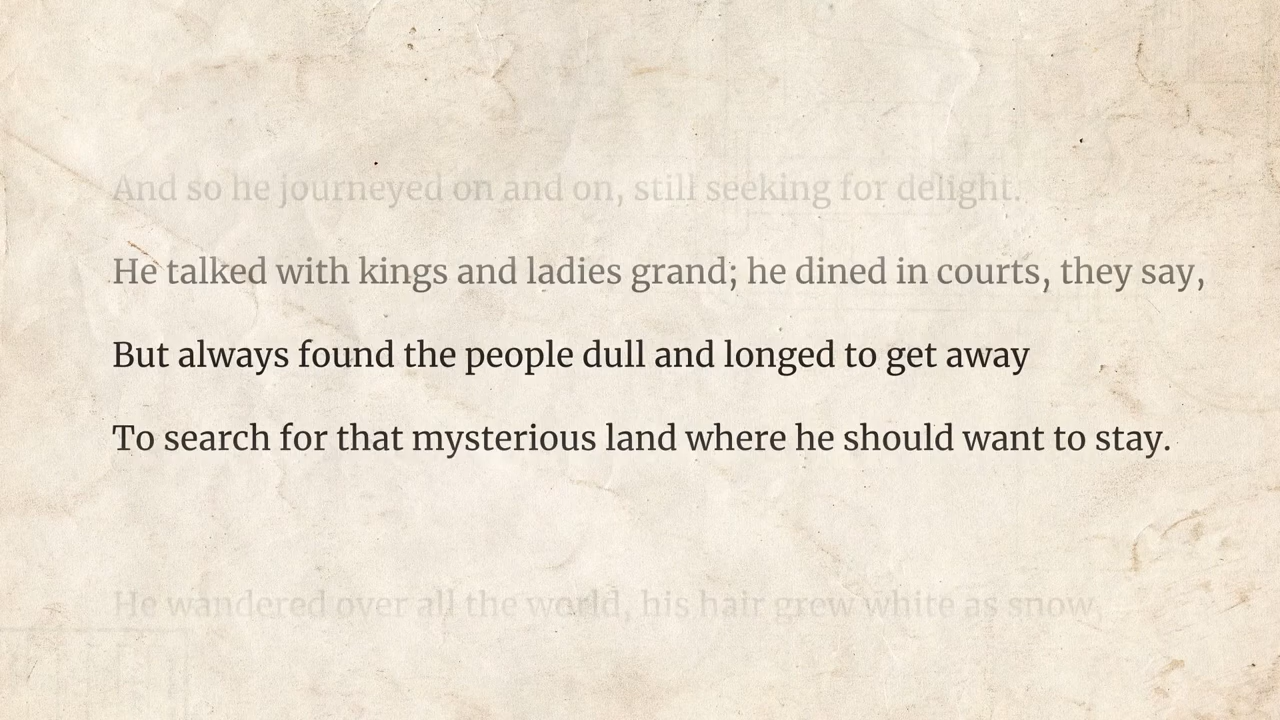 And so he journeyed on and on, still seeking for delight.
He talked with kings and ladies grand; he dined in courts, they say,
But always found the people dull and longed to get away
To search for that mysterious land where he should want to stay.
He wandered over all the world, his hair grew white as snow,